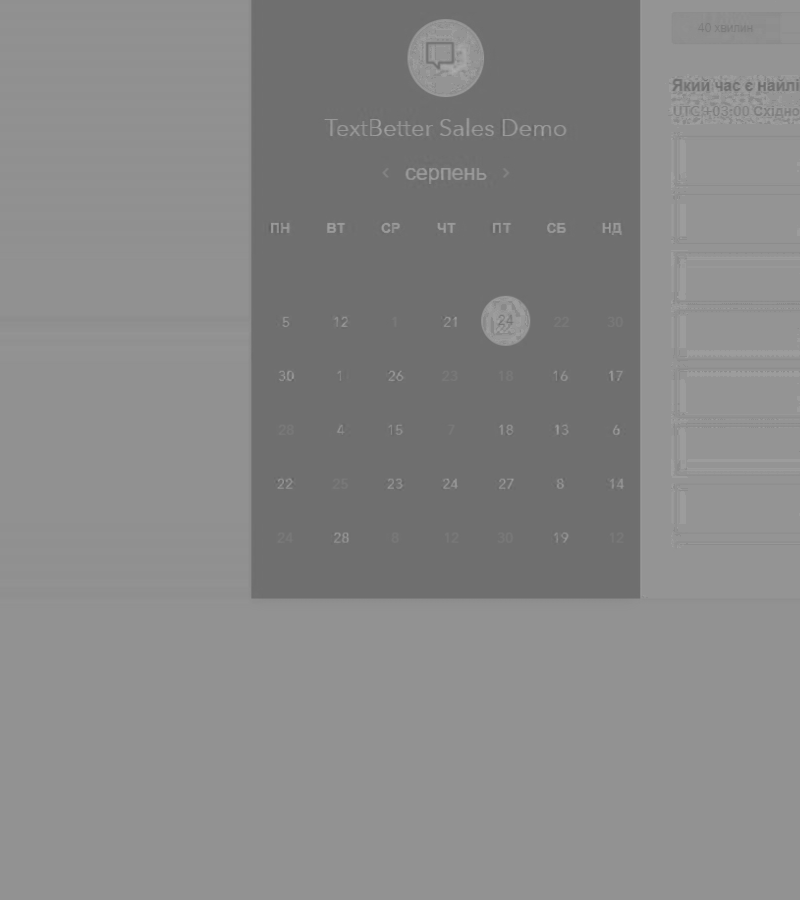 40 хвилин
TextBetter Sales Demo
Який час є найлі
UTC+03:00 Східно
‹ серпень ›
ПН ВТ СР ЧТ ПТ СБ НД
5 12 1 21 24 22 30
30 1 26 23 18 16 17
28 4 15 7 18 13 6
22 25 23 24 27 8 14
24 28 8 12 30 19 12